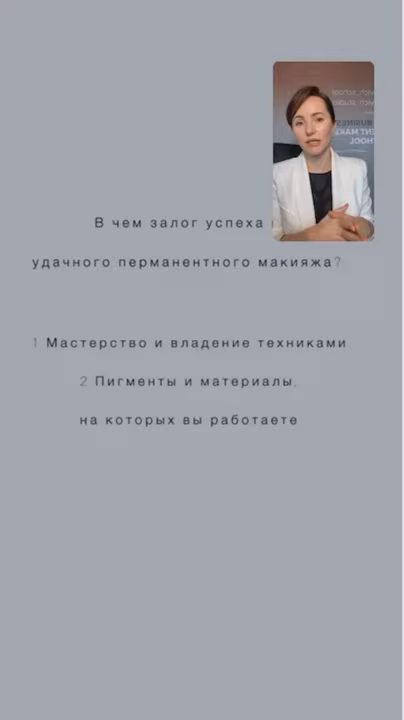 В чем залог успеха
удачного перманентного макияжа?
1 Мастерство и владение техниками
2 Пигменты и материалы,
на которых вы работаете